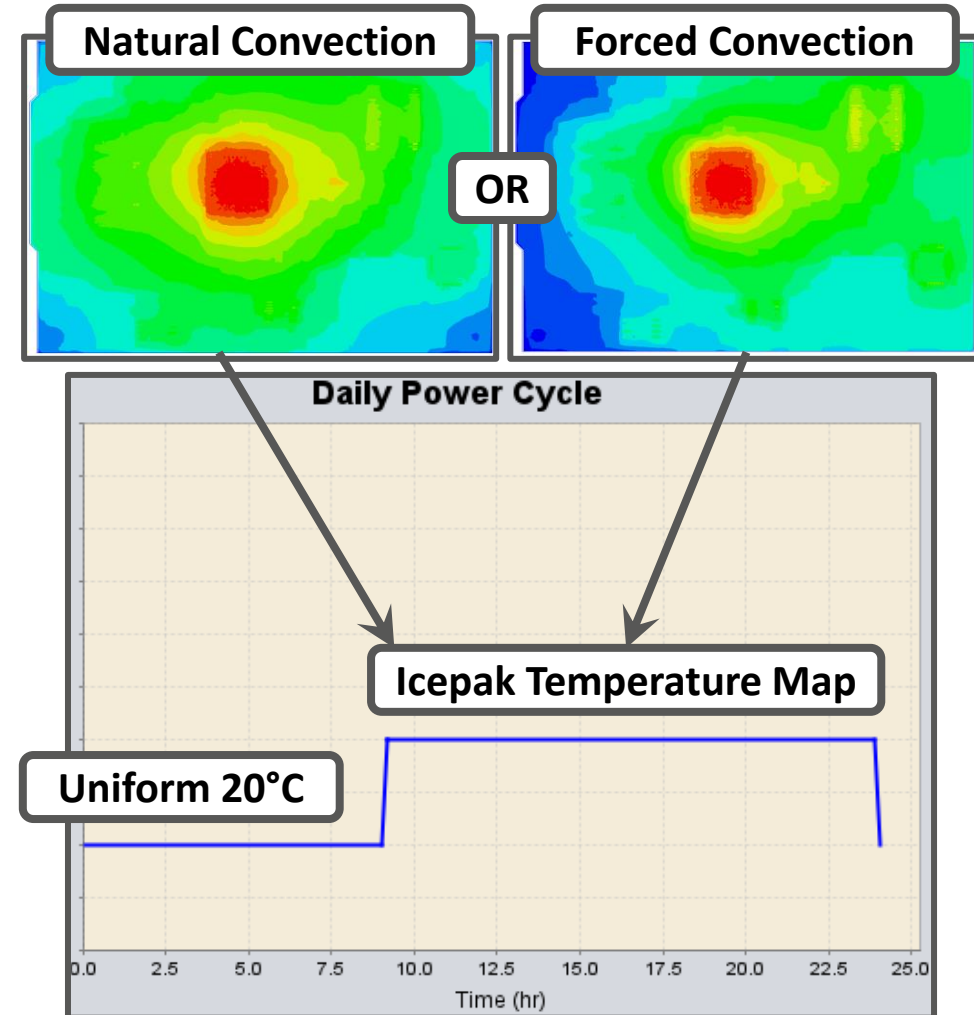 Natural Convection
Forced Convection
OR
Daily Power Cycle
Icepak Temperature Map
Uniform 20°C
0.0 2.5 5.0 7.5 10.0 12.5 15.0 17.5 20.0 22.5 25.0
Time (hr)